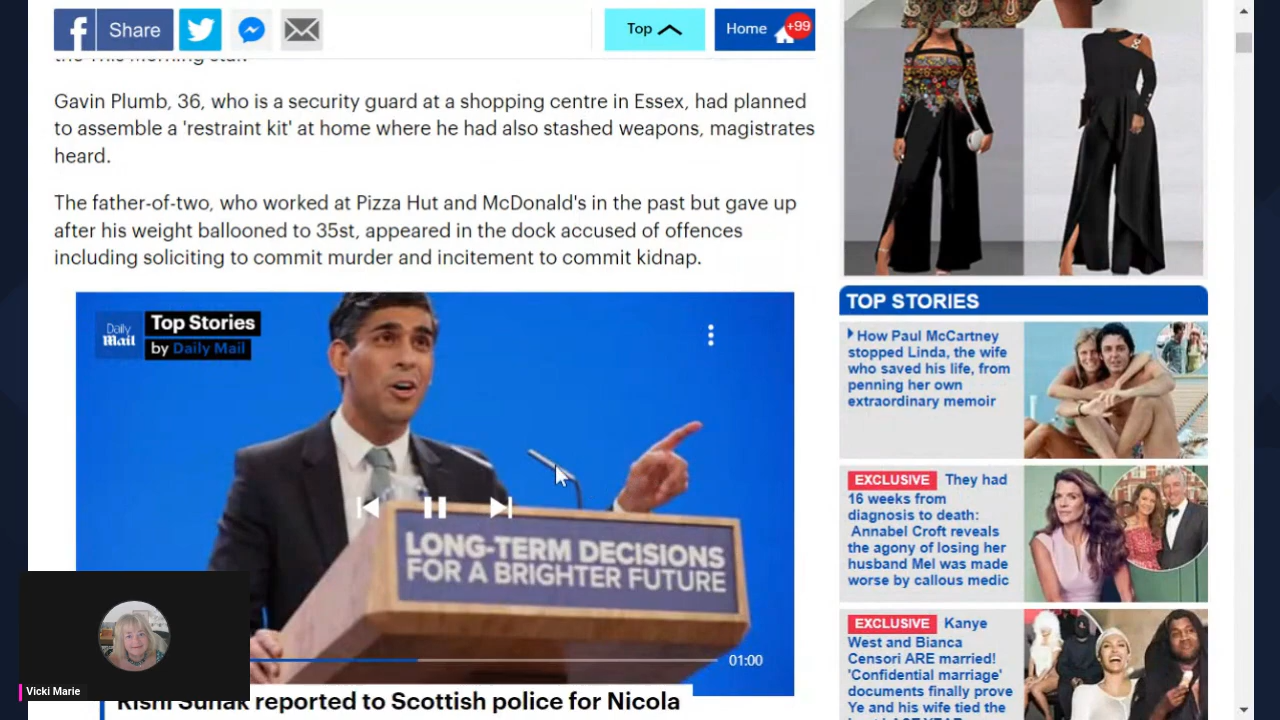 Share
Top
Home
+99
the This Morning star.
Gavin Plumb, 36, who is a security guard at a shopping centre in Essex, had planned
to assemble a 'restraint kit' at home where he had also stashed weapons, magistrates
heard.
The father-of-two, who worked at Pizza Hut and McDonald's in the past but gave up
after his weight ballooned to 35st, appeared in the dock accused of offences
including soliciting to commit murder and incitement to commit kidnap.
Daily
Mail
Top Stories
by Daily Mail
LONG-TERM DECISIONS
FOR A BRIGHTER FUTURE
01:00
Rishi Sunak reported to Scottish police for Nicola
Vicki Marie
TOP STORIES
How Paul McCartney
stopped Linda, the wife
who saved his life, from
penning her own
extraordinary memoir
EXCLUSIVE They had
16 weeks from
diagnosis to death:
Annabel Croft reveals
the agony of losing her
husband Mel was made
worse by callous medic
EXCLUSIVE Kanye
West and Bianca
Censori ARE married!
'Confidential marriage'
documents finally prove
Ye and his wife tied the